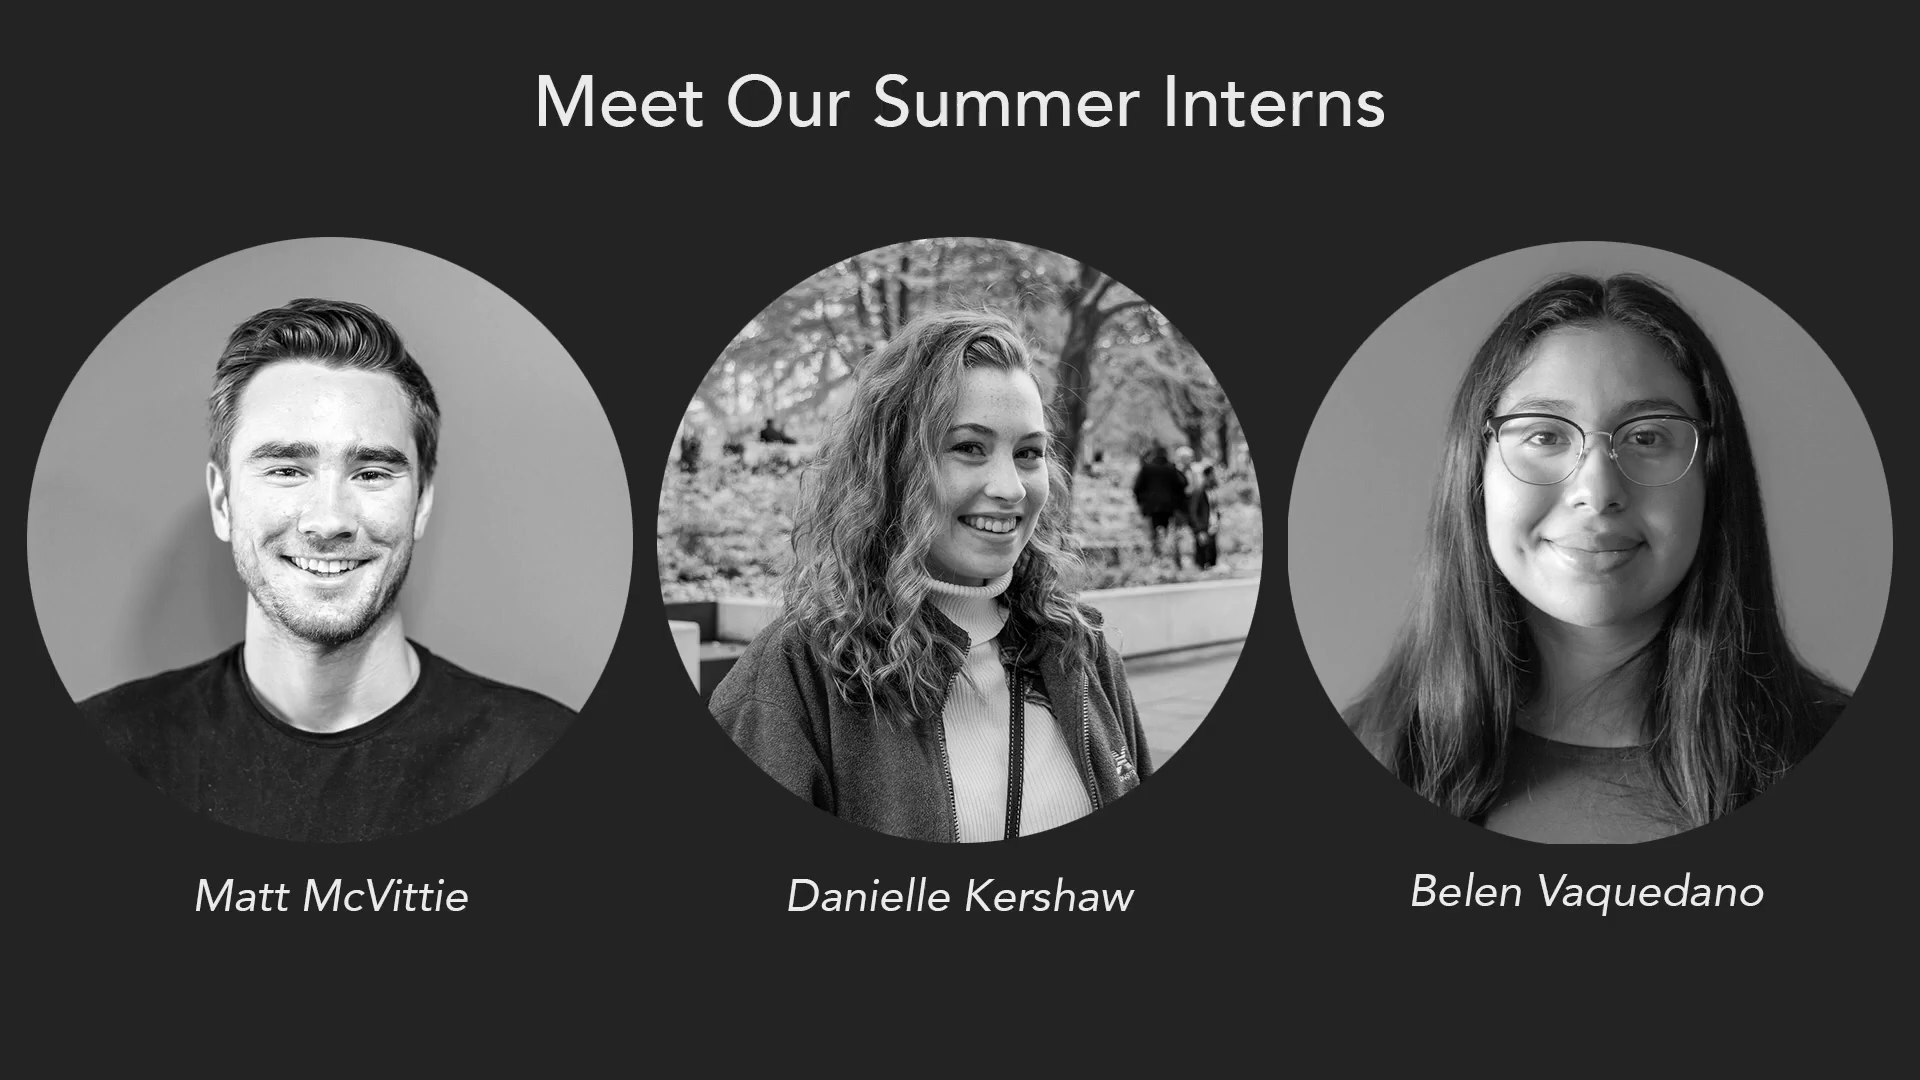 Meet Our Summer Interns
Matt McVittie
Danielle Kershaw
Belen Vaquedano